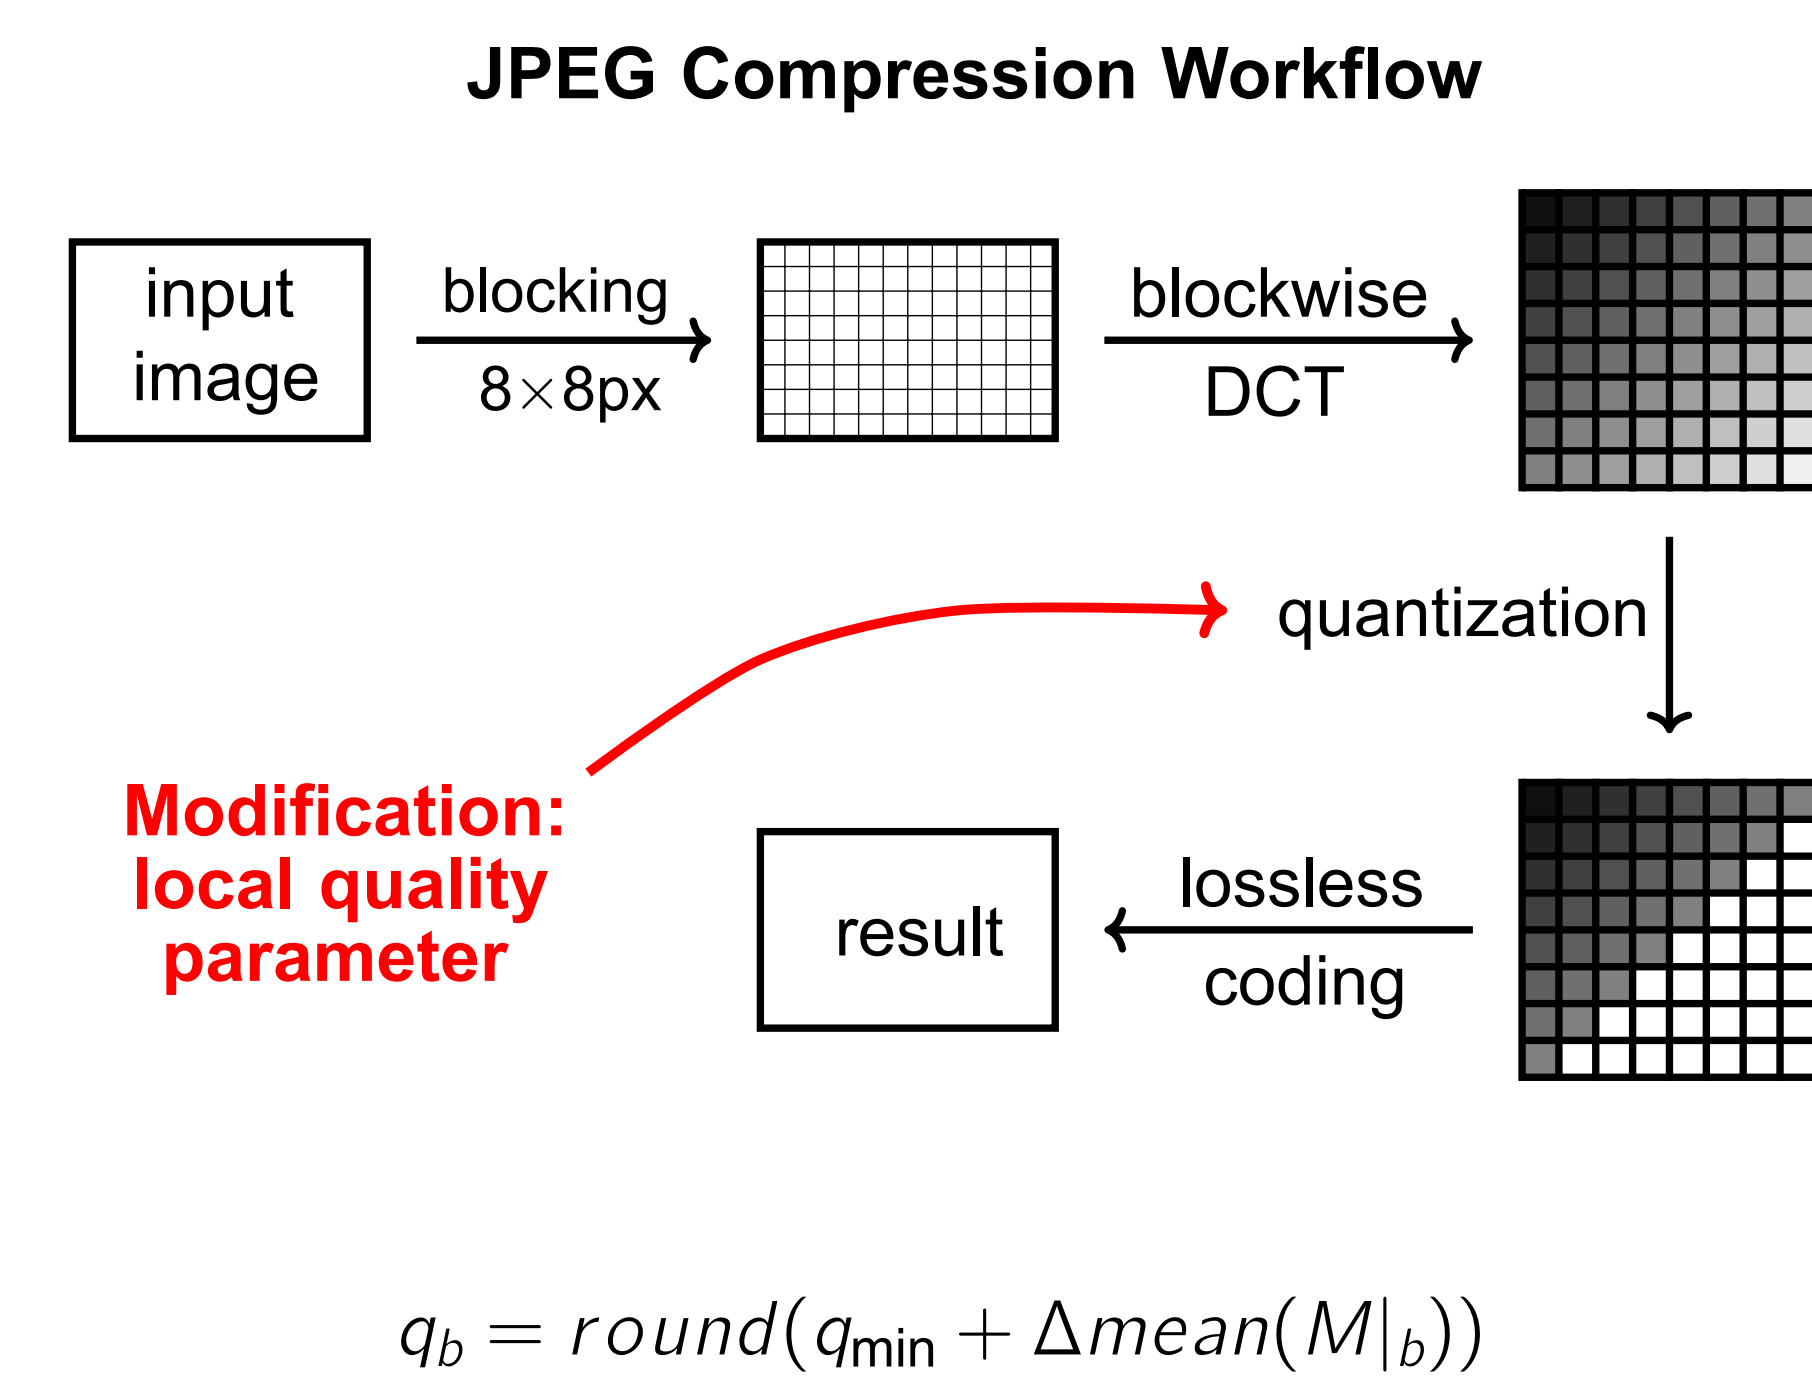 JPEG Compression Workflow
input
image
blocking
8×8px
blockwise
DCT
quantization
Modification:
local quality
parameter
result
lossless
coding
q_b = round(q_min + Δmean(M|_b))